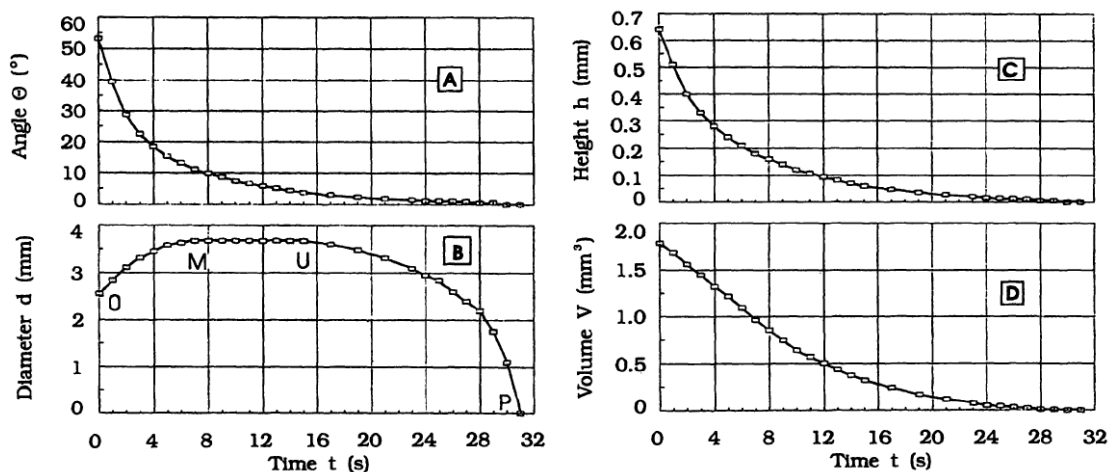 Angle Θ (°)
60
50
40
30
20
10
0
A
Diameter d (mm)
4
3
2
1
0
B
O
M
U
P
0 4 8 12 16 20 24 28 32
Time t (s)
Height h (mm)
0.7
0.6
0.5
0.4
0.3
0.2
0.1
0.0
C
Volume V (mm³)
2.0
1.5
1.0
0.5
0
D
0 4 8 12 16 20 24 28 32
Time t (s)